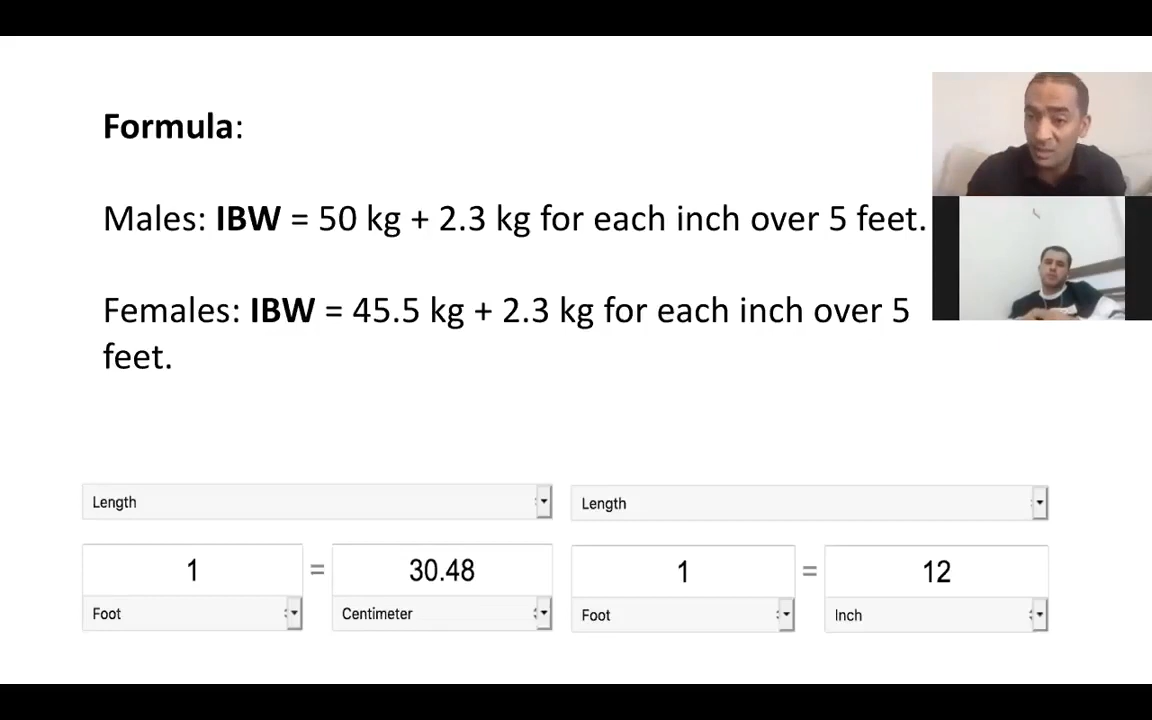 Formula:
Males: IBW = 50 kg + 2.3 kg for each inch over 5 feet.
Females: IBW = 45.5 kg + 2.3 kg for each inch over 5
feet.
Length
Length
1 = 30.48
1 = 12
Foot
Centimeter
Foot
Inch